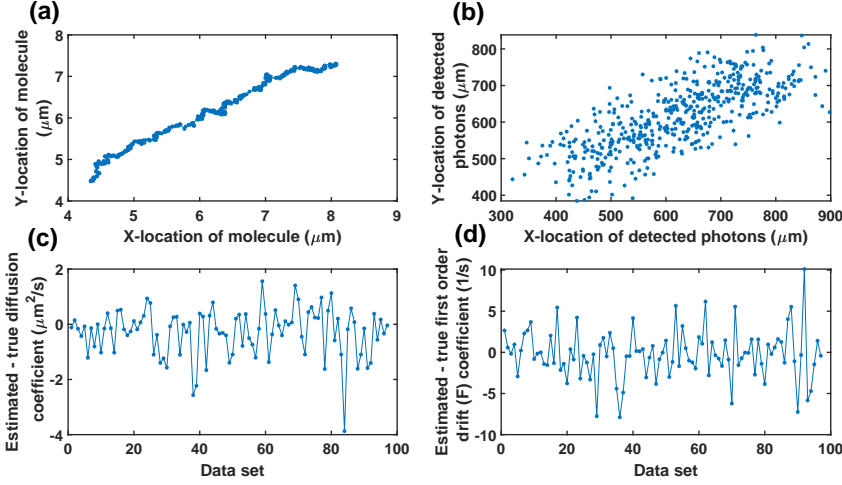 (a)
Y-location of molecule
(μm)
8
7
6
5
4
4
5
6
7
8
9
X-location of molecule (μm)
(b)
Y-location of detected
photons (μm)
800
700
600
500
400
320
400
500
600
700
800
900
X-location of detected photons (μm)
(c)
Estimated - true diffusion
coefficient (μm²/s)
2
0
-2
-4
0
20
40
60
80
100
Data set
(d)
Estimated - true first order
drift (F) coefficient (1/s)
10
5
0
-5
-10
0
20
40
60
80
100
Data set